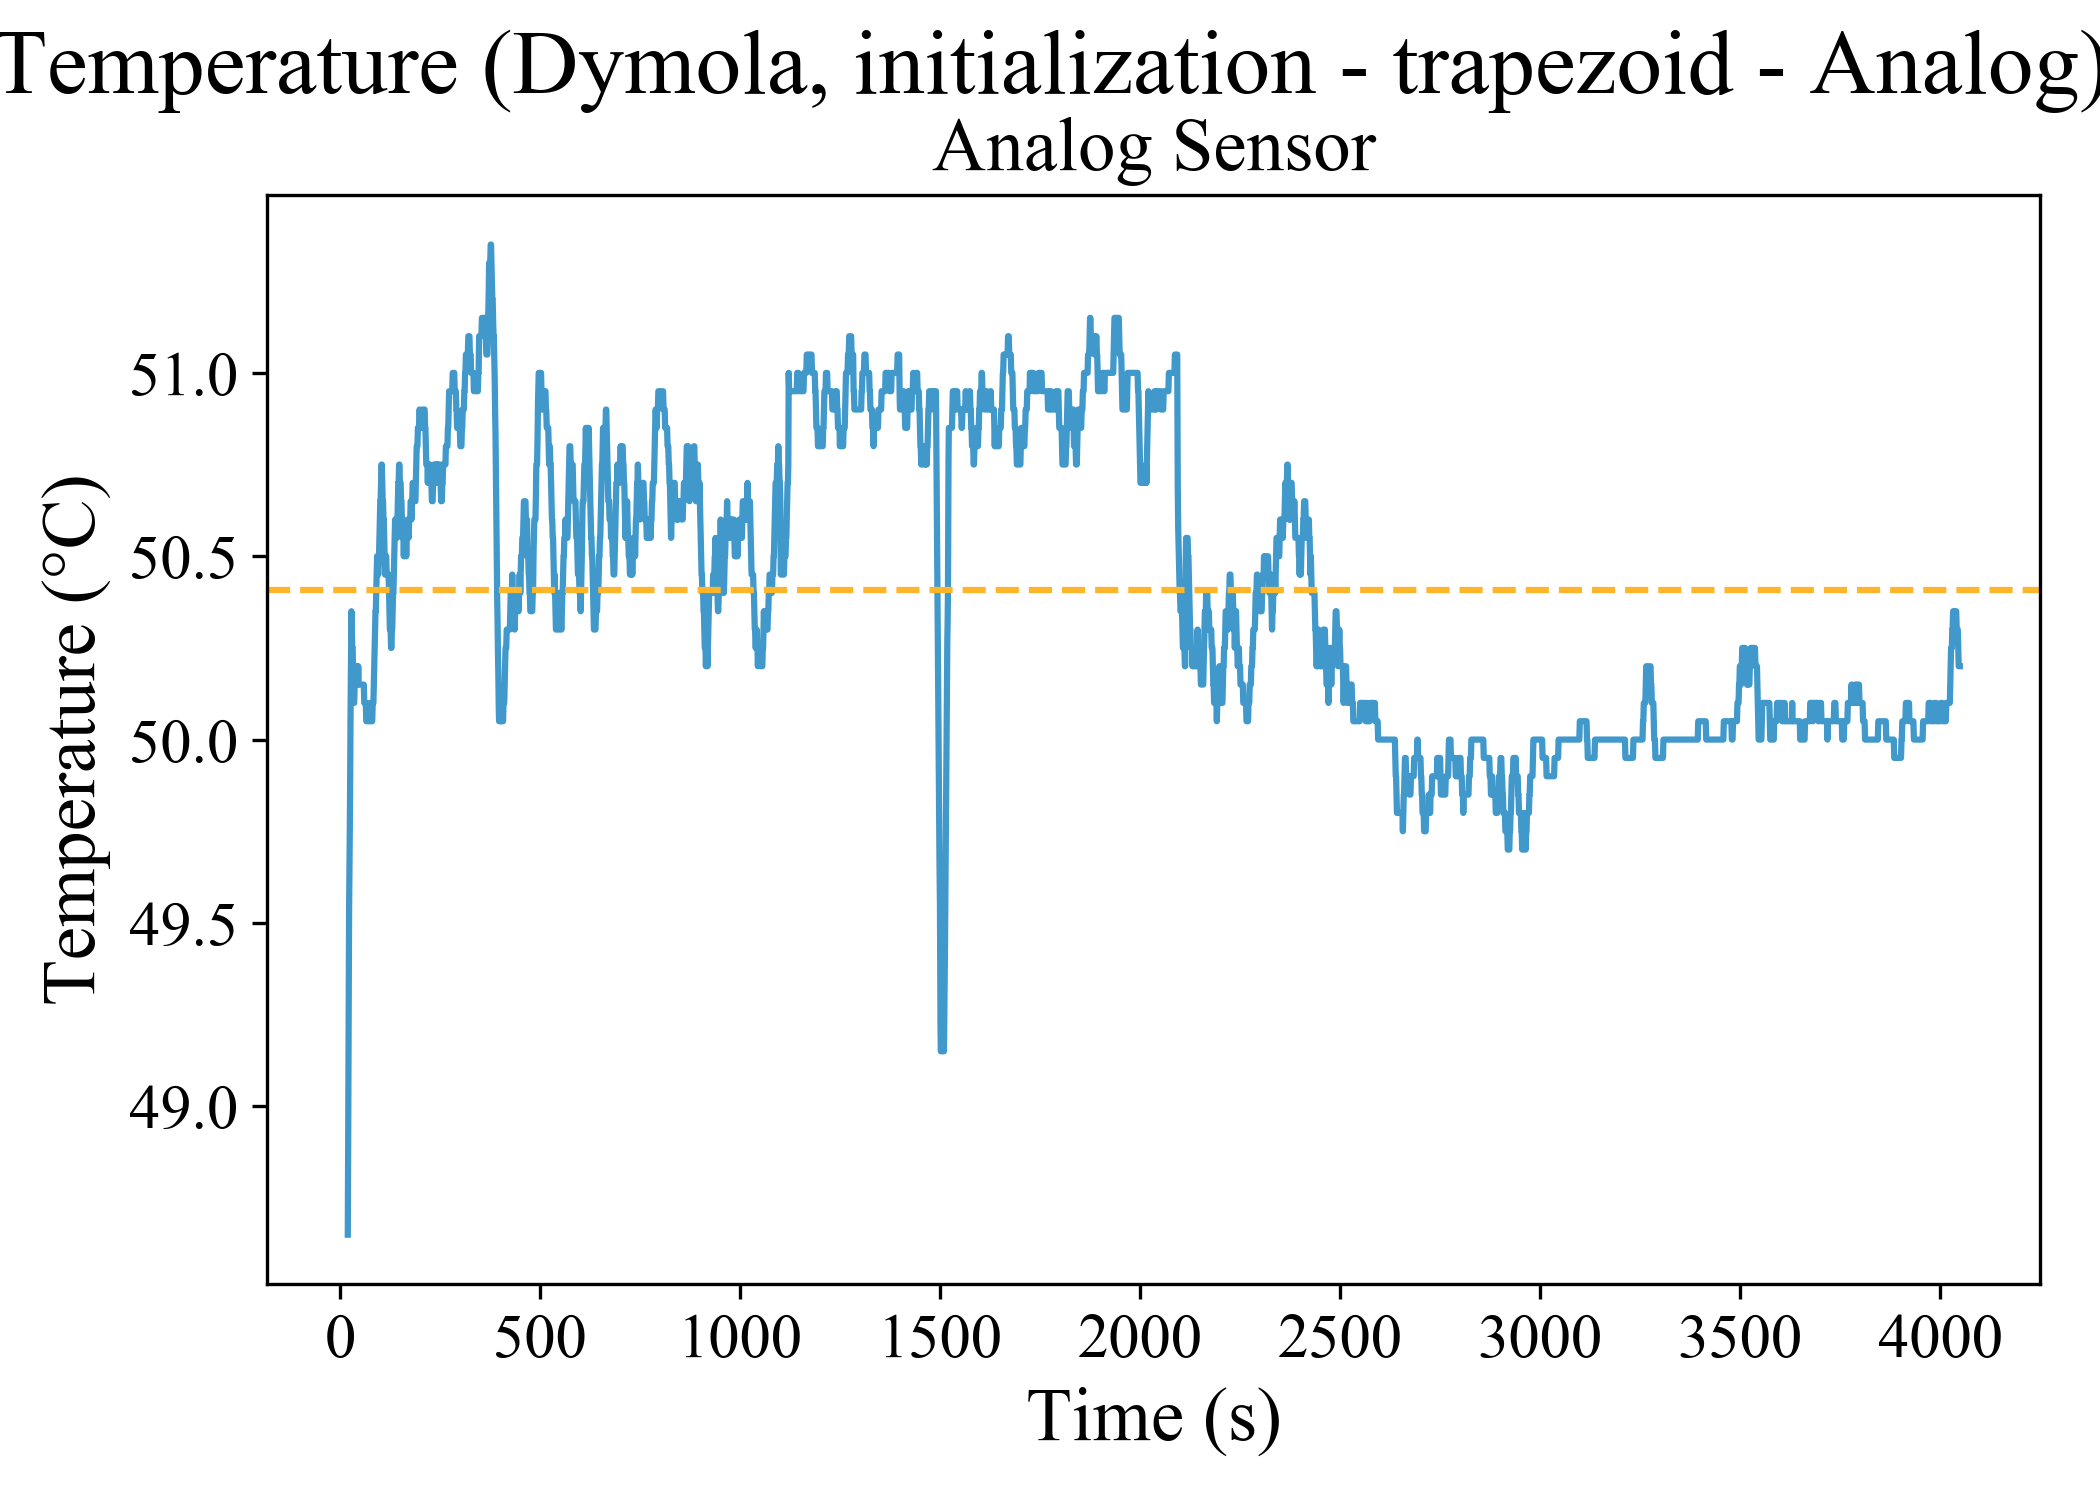 Temperature (Dymola, initialization - trapezoid - Analog)
Analog Sensor
Temperature (°C)
51.0
50.5
50.0
49.5
49.0
0 500 1000 1500 2000 2500 3000 3500 4000
Time (s)